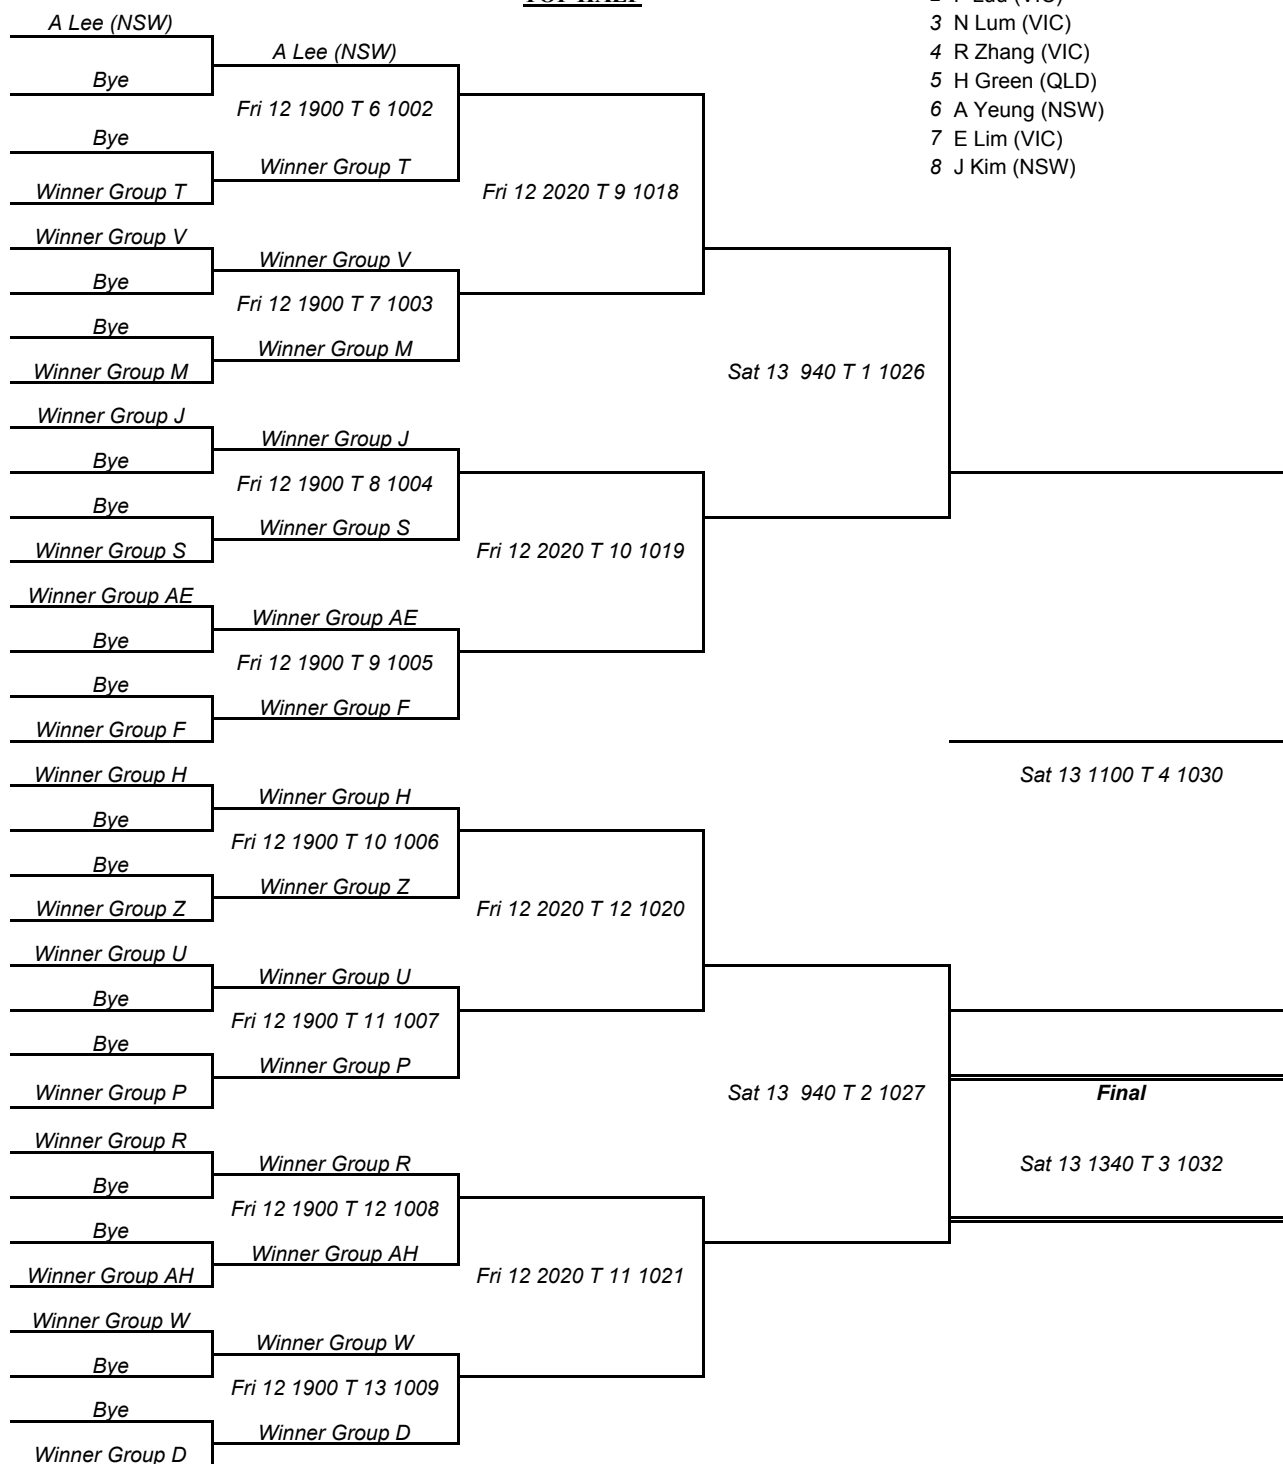 TOP HALF
2 P Lau (VIC)
3 N Lum (VIC)
4 R Zhang (VIC)
5 H Green (QLD)
6 A Yeung (NSW)
7 E Lim (VIC)
8 J Kim (NSW)
A Lee (NSW)
A Lee (NSW)
Bye
Fri 12 1900 T 6 1002
Bye
Winner Group T
Winner Group T
Fri 12 2020 T 9 1018
Winner Group V
Winner Group V
Bye
Fri 12 1900 T 7 1003
Bye
Winner Group M
Winner Group M
Sat 13 940 T 1 1026
Winner Group J
Winner Group J
Bye
Fri 12 1900 T 8 1004
Bye
Winner Group S
Winner Group S
Fri 12 2020 T 10 1019
Winner Group AE
Winner Group AE
Bye
Fri 12 1900 T 9 1005
Bye
Winner Group F
Winner Group F
Winner Group H
Sat 13 1100 T 4 1030
Winner Group H
Bye
Fri 12 1900 T 10 1006
Bye
Winner Group Z
Winner Group Z
Fri 12 2020 T 12 1020
Winner Group U
Winner Group U
Bye
Fri 12 1900 T 11 1007
Bye
Winner Group P
Winner Group P
Sat 13 940 T 2 1027
Final
Winner Group R
Winner Group R
Sat 13 1340 T 3 1032
Bye
Fri 12 1900 T 12 1008
Bye
Winner Group AH
Winner Group AH
Fri 12 2020 T 11 1021
Winner Group W
Winner Group W
Bye
Fri 12 1900 T 13 1009
Bye
Winner Group D
Winner Group D